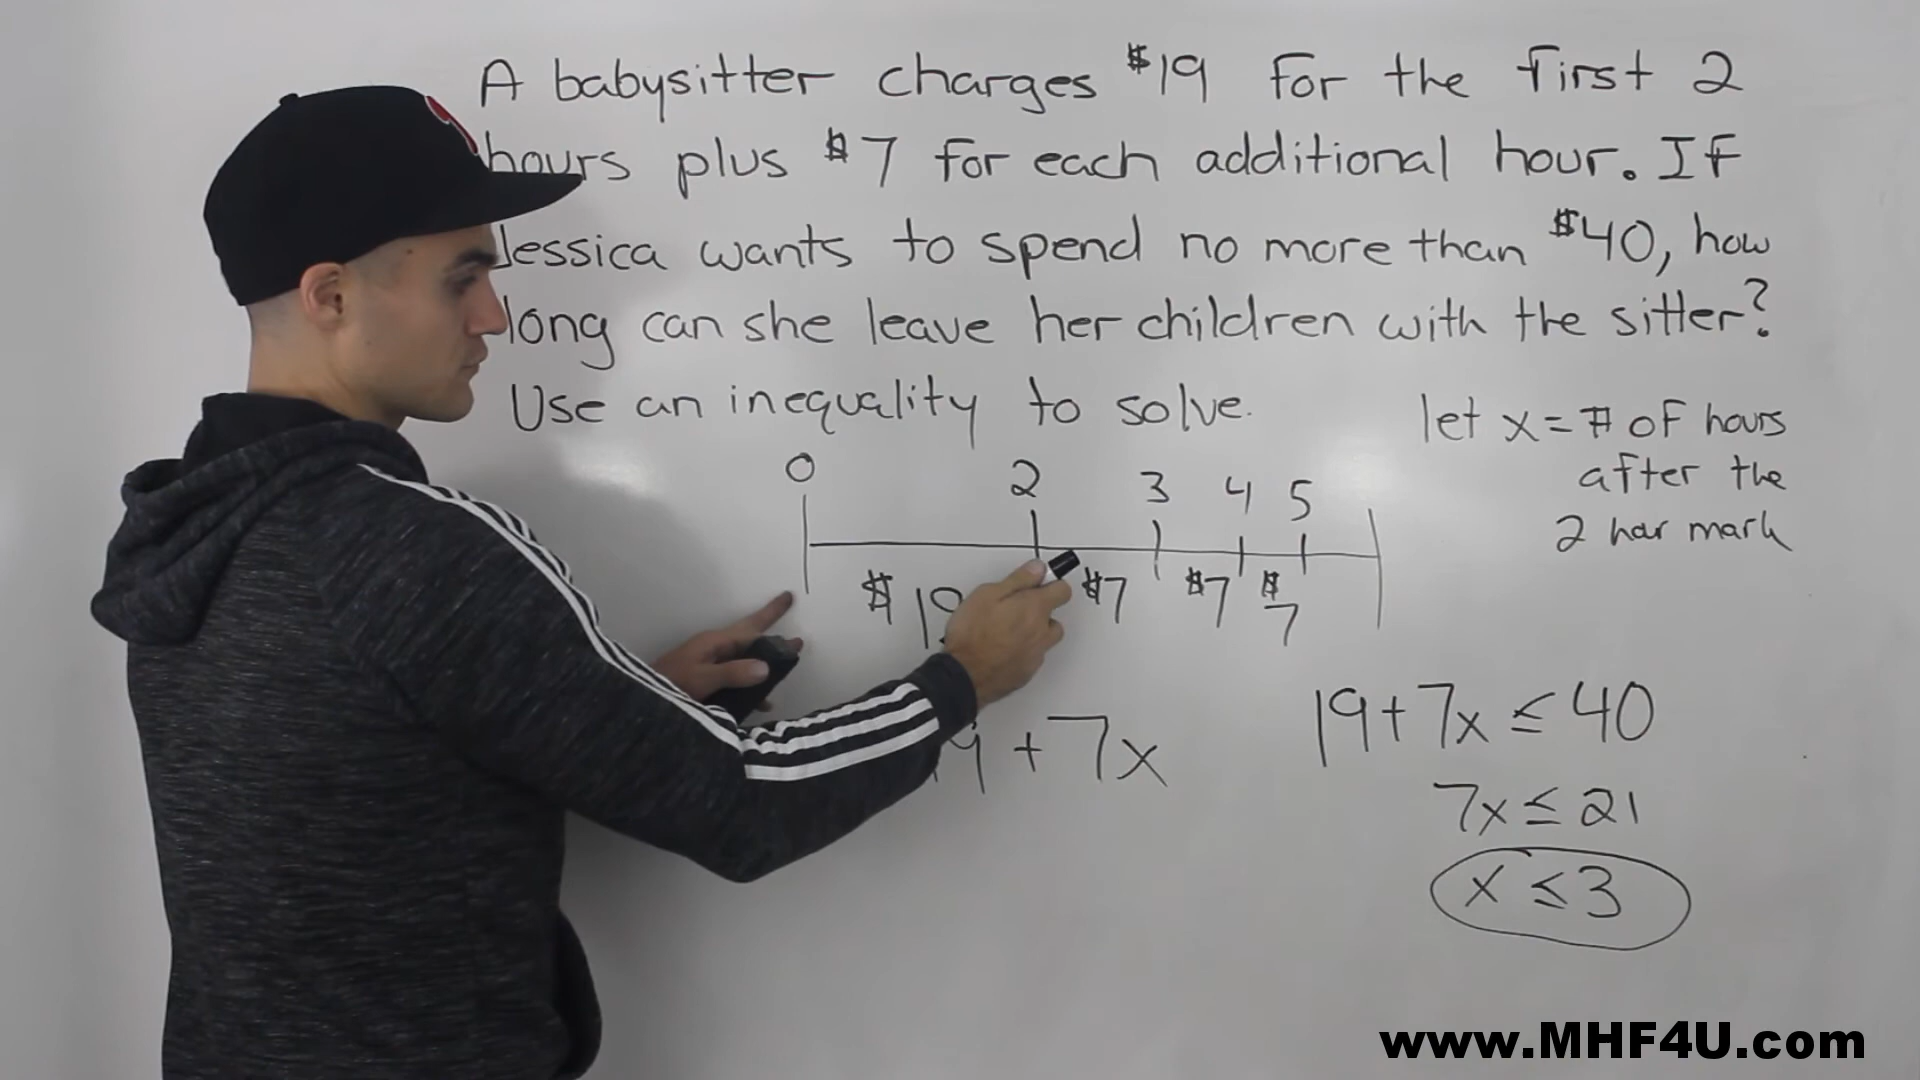 A babysitter charges $19 for the first 2
hours plus $7 for each additional hour. If
Jessica wants to spend no more than $40, how
long can she leave her children with the sitter?
Use an inequality to solve.
let x = # of hours
after the
2 hour mark
0 2 3 4 5
$19 $7 $7 $7
19 + 7x
19+7x ≤ 40
7x ≤ 21
x ≤ 3
www.MHF4U.com